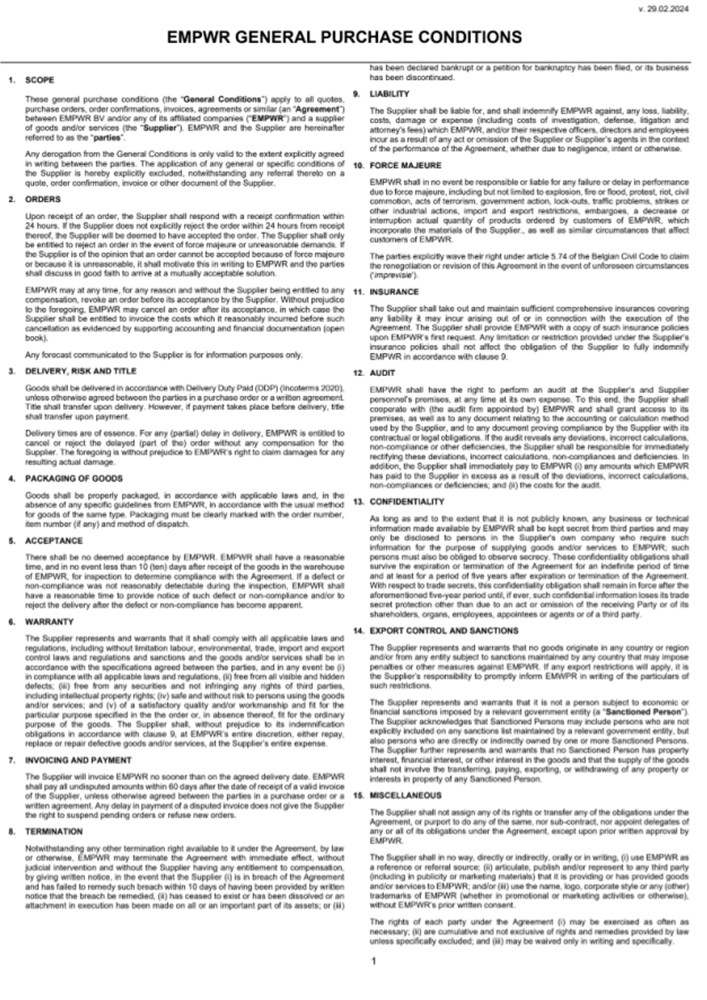 v. 29.02.2024
EMPWR GENERAL PURCHASE CONDITIONS
1. SCOPE
These general purchase conditions (the “General Conditions”) apply to all quotes,
purchase orders, order confirmations, invoices, agreements or similar (an “Agreement”)
between EMPWR BV and/or any of its affiliated companies (“EMPWR”) and a supplier
of goods and/or services (the “Supplier”). EMPWR and the Supplier are hereinafter
referred to as the “parties”.
Any derogation from the General Conditions is only valid to the extent explicitly agreed
in writing between the parties. The application of any general or specific conditions of
the Supplier is hereby explicitly excluded, notwithstanding any referral thereto on a
quote, order confirmation, invoice or other document of the Supplier.
2. ORDERS
Upon receipt of an order, the Supplier shall respond with a receipt confirmation within
24 hours. If the Supplier does not explicitly reject the order within 24 hours from receipt
thereof, the Supplier will be deemed to have accepted the order. The Supplier shall only
be entitled to reject an order in the event of force majeure or unreasonable demands. If
the Supplier is of the opinion that an order cannot be accepted because of force majeure
or because it is unreasonable, it shall motivate this in writing to EMPWR and the parties
shall discuss in good faith to arrive at a mutually acceptable solution.
EMPWR may at any time, for any reason and without the Supplier being entitled to any
compensation, revoke an order before its acceptance by the Supplier. Without prejudice
to the foregoing, EMPWR may cancel an order after its acceptance, in which case the
Supplier shall be entitled to invoice the costs which it reasonably incurred before such
cancellation as evidenced by supporting accounting and financial documentation (open
book).
Any forecast communicated to the Supplier is for information purposes only.
3. DELIVERY, RISK AND TITLE
Goods shall be delivered in accordance with Delivery Duty Paid (DDP) (Incoterms 2020),
unless otherwise agreed between the parties in a purchase order or a written agreement.
Title shall transfer upon delivery. However, if payment takes place before delivery, title
shall transfer upon payment.
Delivery times are of essence. For any (partial) delay in delivery, EMPWR is entitled to
cancel or reject the delayed (part of the) order without any compensation for the
Supplier. The foregoing is without prejudice to EMPWR’s right to claim damages for any
resulting actual damage.
4. PACKAGING OF GOODS
Goods shall be properly packaged, in accordance with applicable laws and, in the
absence of any specific guidelines from EMPWR, in accordance with the usual method
for goods of the same type. Packaging must be clearly marked with the order number,
item number (if any) and method of dispatch.
5. ACCEPTANCE
There shall be no deemed acceptance by EMPWR. EMPWR shall have a reasonable
time, and in no event less than 10 (ten) days after receipt of the goods in the warehouse
of EMPWR, for inspection to determine compliance with the Agreement. If a defect or
non-compliance was not reasonably detectable during the inspection, EMPWR shall
have a reasonable time to provide notice of such defect or non-compliance and/or to
reject the delivery after the defect or non-compliance has become apparent.
6. WARRANTY
The Supplier represents and warrants that it shall comply with all applicable laws and
regulations, including without limitation labour, environmental, trade, import and export
control laws and regulations and sanctions and the goods and/or services shall be in
accordance with the specifications agreed between the parties, and in any event be (i)
in compliance with all applicable laws and regulations, (ii) free from all visible and hidden
defects; (iii) free from any securities and not infringing any rights of third parties,
including intellectual property rights; (iv) safe and without risk to persons using the goods
and/or services; and (v) of a satisfactory quality and/or workmanship and fit for the
particular purpose specified in the the order or, in absence thereof, fit for the ordinary
purpose of the goods. The Supplier shall, without prejudice to its indemnification
obligations in accordance with clause 9, at EMPWR’s entire discretion, either repay,
replace or repair defective goods and/or services, at the Supplier’s entire expense.
7. INVOICING AND PAYMENT
The Supplier will invoice EMPWR no sooner than on the agreed delivery date. EMPWR
shall pay all undisputed amounts within 60 days after the date of receipt of a valid invoice
of the Supplier, unless otherwise agreed between the parties in a purchase order or a
written agreement. Any delay in payment of a disputed invoice does not give the Supplier
the right to suspend pending orders or refuse new orders.
8. TERMINATION
Notwithstanding any other termination right available to it under the Agreement, by law
or otherwise, EMPWR may terminate the Agreement with immediate effect, without
judicial intervention and without the Supplier having any entitlement to compensation,
by giving written notice, in the event that the Supplier (i) is in breach of the Agreement
and has failed to remedy such breach within 10 days of having been provided by written
notice that the breach be remedied, (ii) has ceased to exist or has been dissolved or an
attachment in execution has been made on all or an important part of its assets; or (iii)
has been declared bankrupt or a petition for bankruptcy has been filed, or its business
has been discontinued.
9. LIABILITY
The Supplier shall be liable for, and shall indemnify EMPWR against, any loss, liability,
costs, damage or expense (including costs of investigation, defense, litigation and
attorney’s fees) which EMPWR, and/or their respective officers, directors and employees
incur as a result of any act or omission of the Supplier or Supplier’s agents in the context
of the performance of the Agreement, whether due to negligence, intent or otherwise.
10. FORCE MAJEURE
EMPWR shall in no event be responsible or liable for any failure or delay in performance
due to force majeure, including but not limited to explosion, fire or flood, protest, riot, civil
commotion, acts of terrorism, government action, lock-outs, traffic problems, strikes or
other industrial actions, import and export restrictions, embargoes, a decrease or
interruption actual quantity of products ordered by customers of EMPWR, which
incorporate the materials of the Supplier., as well as similar circumstances that affect
customers of EMPWR.
The parties explicitly wave their right under article 5.74 of the Belgian Civil Code to claim
the renegotiation or revision of this Agreement in the event of unforeseen circumstances
(‘imprevisie’).
11. INSURANCE
The Supplier shall take out and maintain sufficient comprehensive insurances covering
any liability it may incur arising out of or in connection with the execution of the
Agreement. The Supplier shall provide EMPWR with a copy of such insurance policies
upon EMPWR’s first request. Any limitation or restriction provided under the Supplier’s
insurance policies shall not affect the obligation of the Supplier to fully indemnify
EMPWR in accordance with clause 9.
12. AUDIT
EMPWR shall have the right to perform an audit at the Supplier’s and Supplier
personnel’s premises, at any time at its own expense. To this end, the Supplier shall
cooperate with (the audit firm appointed by) EMPWR and shall grant access to its
premises, as well as to any document relating to the accounting or calculation method
used by the Supplier, and to any document proving compliance by the Supplier with its
contractual or legal obligations. If the audit reveals any deviations, incorrect calculations,
non-compliance or other deficiencies, the Supplier shall be responsible for immediately
rectifying these deviations, incorrect calculations, non-compliances and deficiencies. In
addition, the Supplier shall immediately pay to EMPWR (i) any amounts which EMPWR
has paid to the Supplier in excess as a result of the deviations, incorrect calculations,
non-compliances or deficiencies; and (ii) the costs for the audit.
13. CONFIDENTIALITY
As long as and to the extent that it is not publicly known, any business or technical
information made available by EMPWR shall be kept secret from third parties and may
only be disclosed to persons in the Supplier’s own company who require such
information for the purpose of supplying goods and/or services to EMPWR; such
persons must also be obliged to observe secrecy. These confidentiality obligations shall
survive the expiration or termination of the Agreement for an indefinite period of time
and at least for a period of five years after expiration or termination of the Agreement.
With respect to trade secrets, this confidentiality obligation shall remain in force after the
aforementioned five-year period until, if ever, such confidential information loses its trade
secret protection other than due to an act or omission of the receiving Party or of its
shareholders, organs, employees, appointees or agents or of a third party.
14. EXPORT CONTROL AND SANCTIONS
The Supplier represents and warrants that no goods originate in any country or region
and/or from any entity subject to sanctions maintained by any country that may impose
penalties or other measures against EMPWR. If any export restrictions will apply, it is
the Supplier’s responsibility to promptly inform EMWPR in writing of the particulars of
such restrictions.
The Supplier represents and warrants that it is not a person subject to economic or
financial sanctions imposed by a relevant government entity (a “Sanctioned Person”).
The Supplier acknowledges that Sanctioned Persons may include persons who are not
explicitly included on any sanctions list maintained by a relevant government entity, but
also persons who are directly or indirectly owned by one or more Sanctioned Persons.
The Supplier further represents and warrants that no Sanctioned Person has property
interest, financial interest, or other interest in the goods and that the supply of the goods
shall not involve the transferring, paying, exporting, or withdrawing of any property or
interests in property of any Sanctioned Person.
15. MISCELLANEOUS
The Supplier shall not assign any of its rights or transfer any of the obligations under the
Agreement, or purport to do any of the same, nor sub-contract, nor appoint delegates of
any or all of its obligations under the Agreement, except upon prior written approval by
EMPWR.
The Supplier shall in no way, directly or indirectly, orally or in writing, (i) use EMPWR as
a reference or referral source; (ii) articulate, publish and/or represent to any third party
(including in publicity or marketing materials) that it is providing or has provided goods
and/or services to EMPWR; and/or (iii) use the name, logo, corporate style or any (other)
trademarks of EMPWR (whether in promotional or marketing activities or otherwise),
without EMPWR’s prior written consent.
The rights of each party under the Agreement (i) may be exercised as often as
necessary; (ii) are cumulative and not exclusive of rights and remedies provided by law
unless specifically excluded; and (iii) may be waived only in writing and specifically.
1